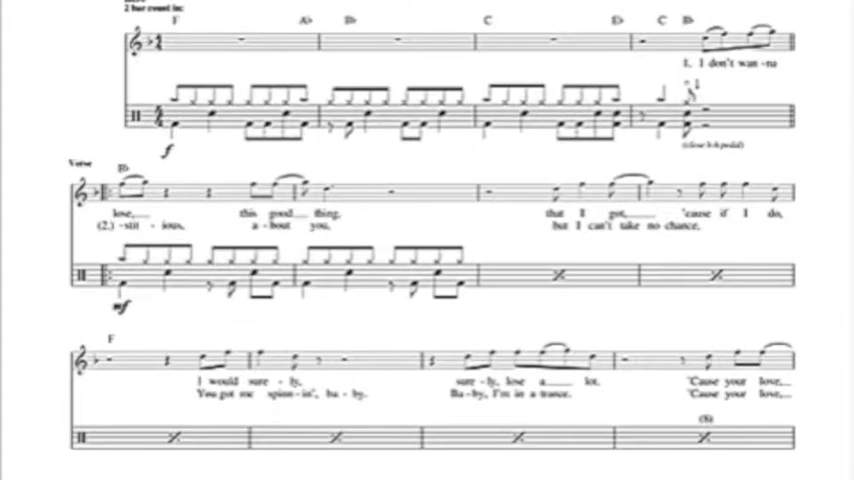 2 bar count in:
F A♭ B♭ C E♭ C B♭
1. I don't wan - na
f
(close h-h pedal)
Verse
B♭
lose, this good thing, that I got, 'cause if I do,
(2.) -stit - ious, a - bout you, but I can't take no chance,
mf
F
I would sure - ly, sure - ly, lose a lot. 'Cause your love,
You got me spinn - in', ba - by. Ba - by, I'm in a trance. 'Cause your love,
(8)